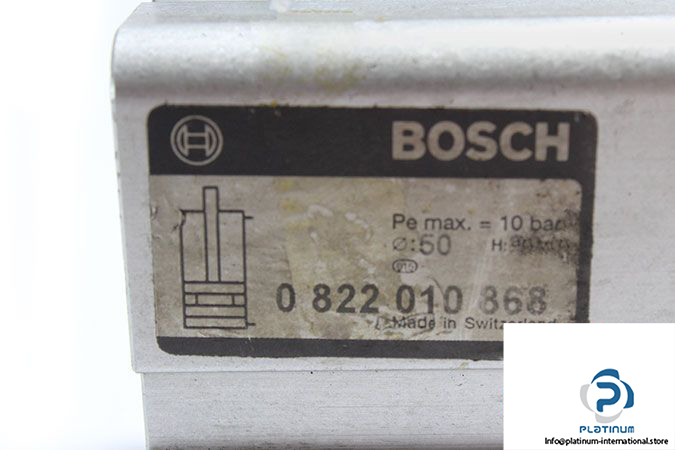 BOSCH
Pe max. = 10 bar
Ø:50 H:
0 822 010 868
Made in Switzerland
PLATINUM
Info@platinum-international.store